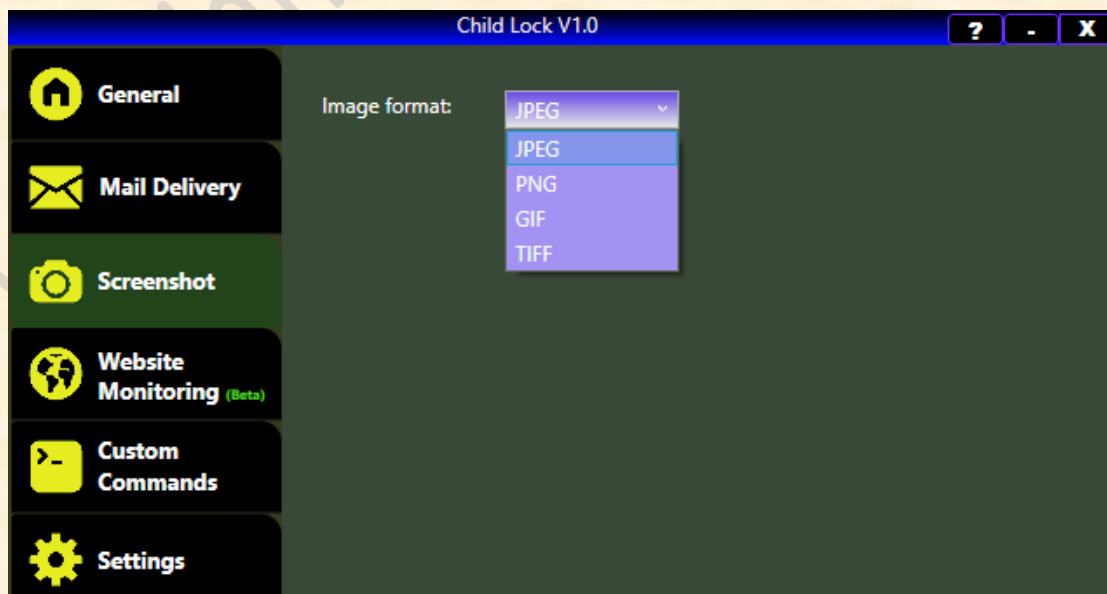 Child Lock V1.0
? - X
General
Mail Delivery
Screenshot
Website
Monitoring (Beta)
>_ Custom
Commands
Settings
Image format:
JPEG
JPEG
PNG
GIF
TIFF